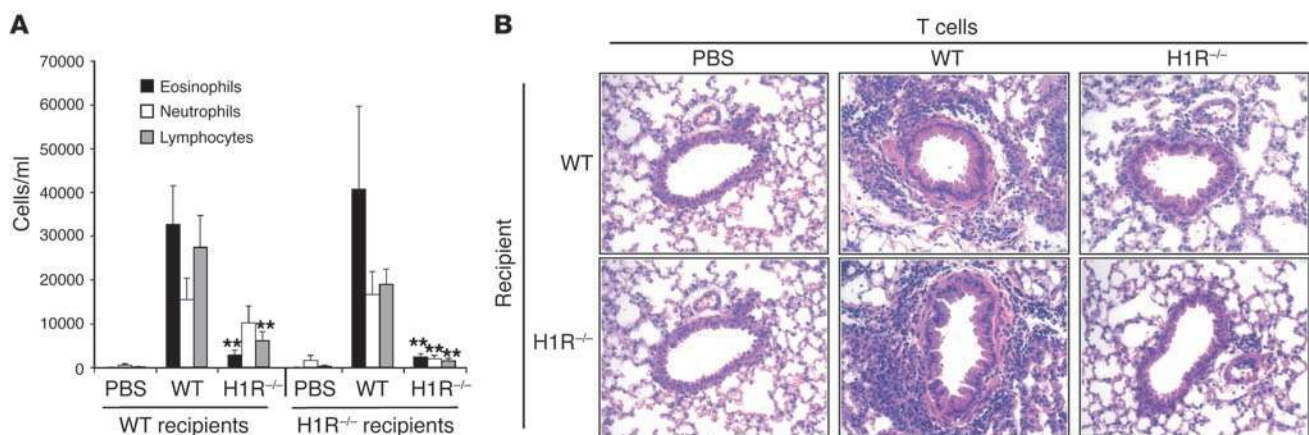 A
70000
60000
50000
40000
30000
20000
10000
0
Cells/ml
Eosinophils
Neutrophils
Lymphocytes
** ** ** ** **
PBS WT H1R⁻/⁻ PBS WT H1R⁻/⁻
WT recipients H1R⁻/⁻ recipients
B
T cells
PBS WT H1R⁻/⁻
Recipient
WT
H1R⁻/⁻